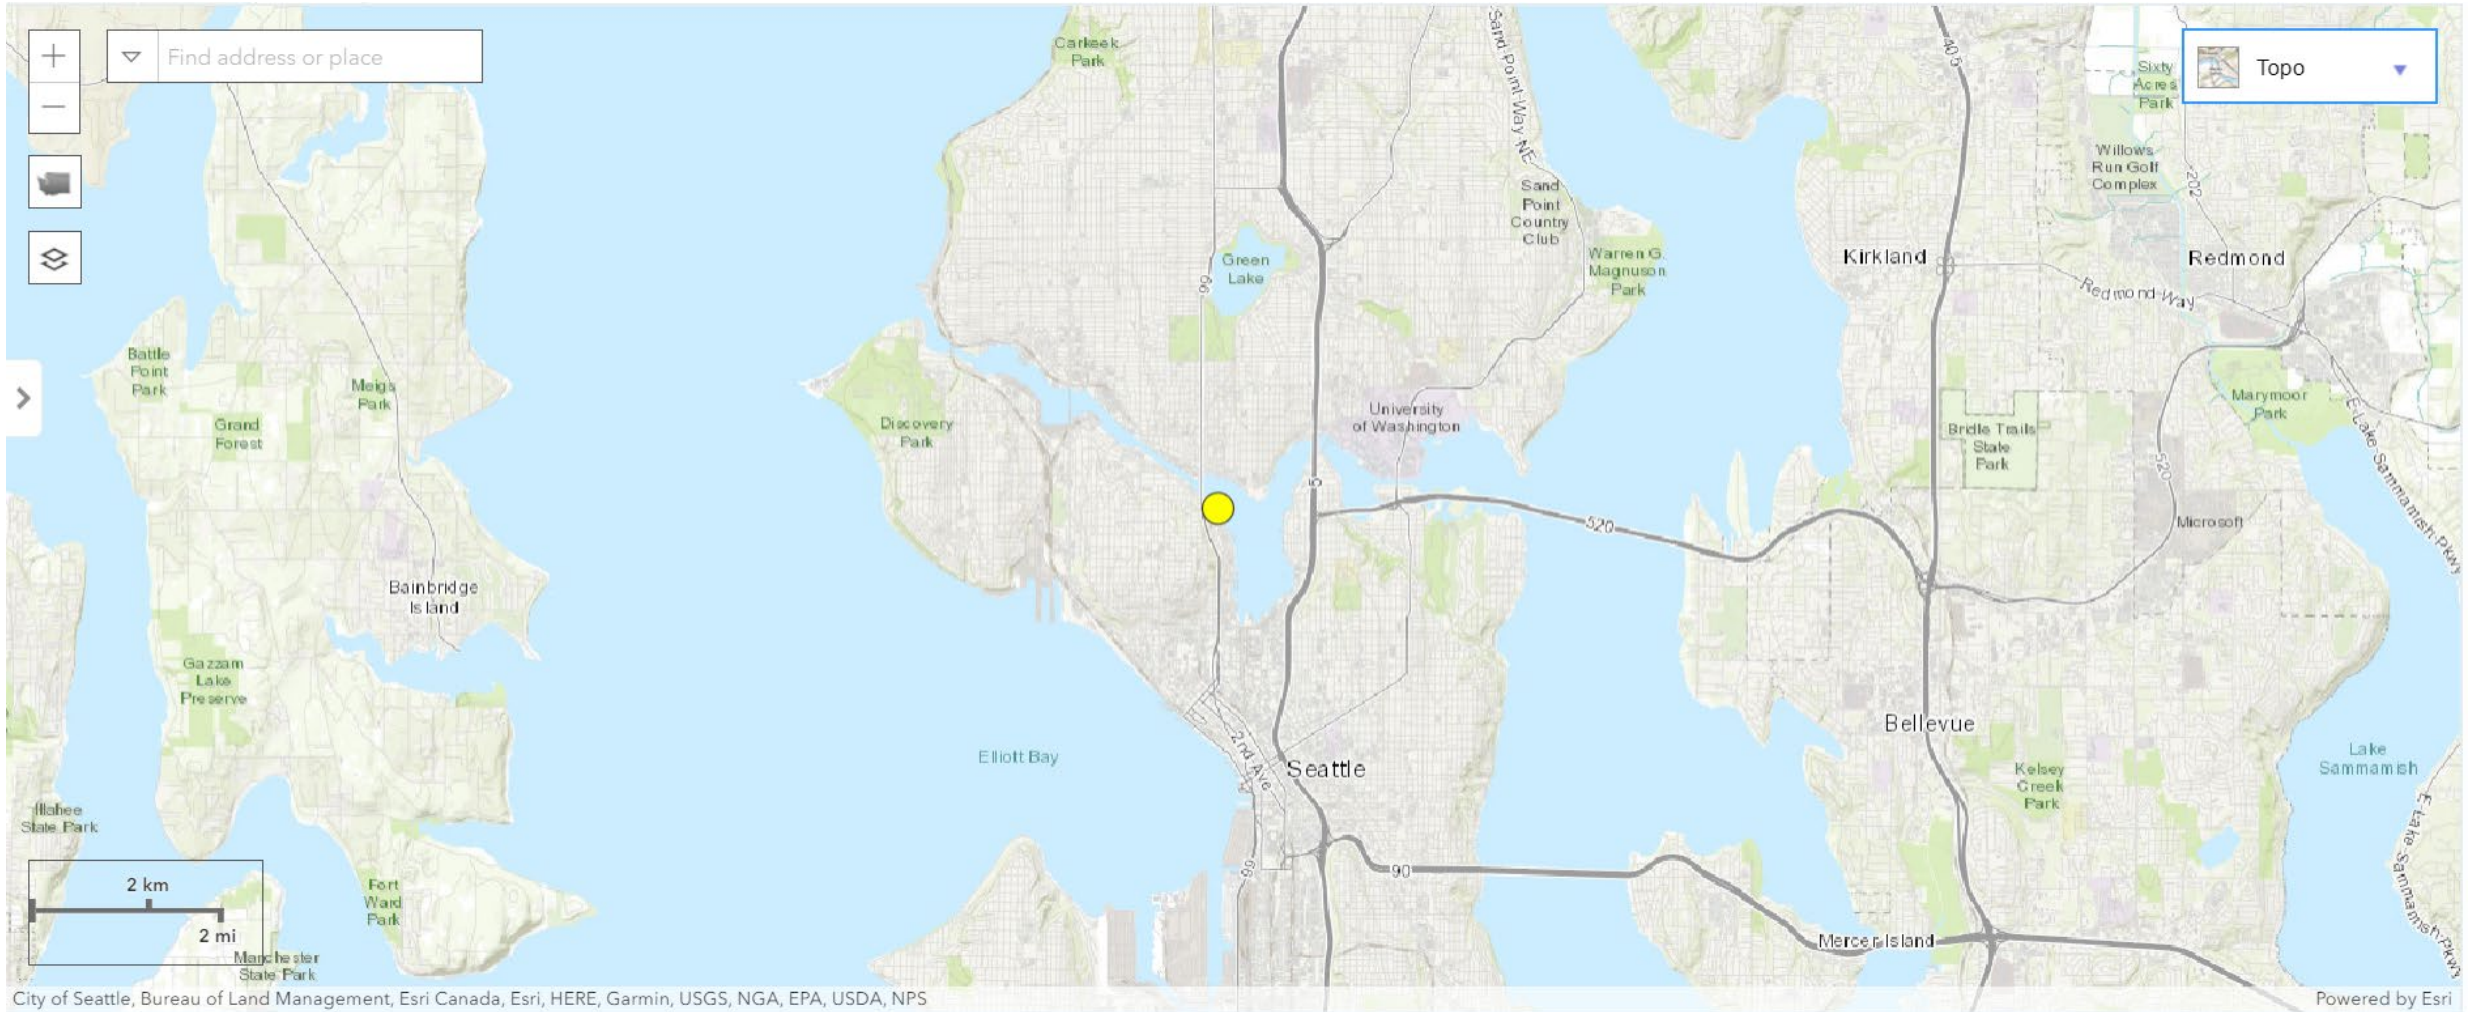 Find address or place
Topo
Carkeek
Park
Sand Point Way NE
405
Sixty
Acres
Park
Willows
Run Golf
Complex
202
Sand
Point
Country
Club
Green
Lake
99
Warren G.
Magnuson
Park
Kirkland
Redmond
Redmond Way
Battle
Point
Park
Meigs
Park
Grand
Forest
Discovery
Park
University
of Washington
Bridle Trails
State
Park
Marymoor
Park
E Lake Sammamish Pkwy
520
5
520
Microsoft
Bainbridge
Island
Gazzam
Lake
Preserve
Elliott Bay
2nd Ave
Seattle
Bellevue
Kelsey
Creek
Park
Lake
Sammamish
E Lake Sammamish Pkwy
Illahee
State Park
99
90
Fort
Ward
Park
Mercer Island
2 km
2 mi
Manchester
State Park
City of Seattle, Bureau of Land Management, Esri Canada, Esri, HERE, Garmin, USGS, NGA, EPA, USDA, NPS
Powered by Esri